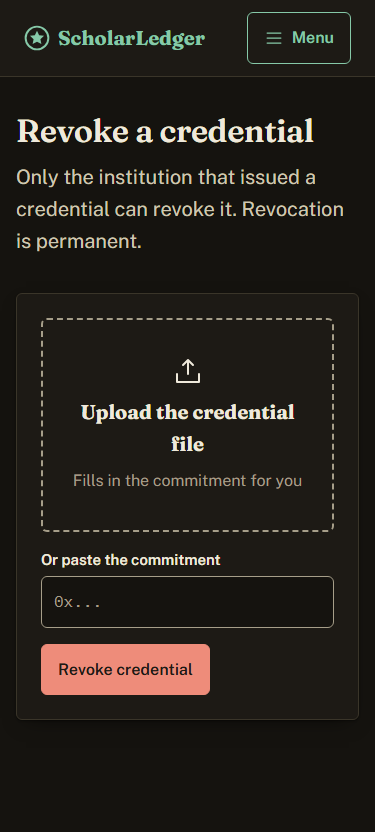 ScholarLedger
Menu
Revoke a credential
Only the institution that issued a
credential can revoke it. Revocation
is permanent.
Upload the credential
file
Fills in the commitment for you
Or paste the commitment
0x...
Revoke credential